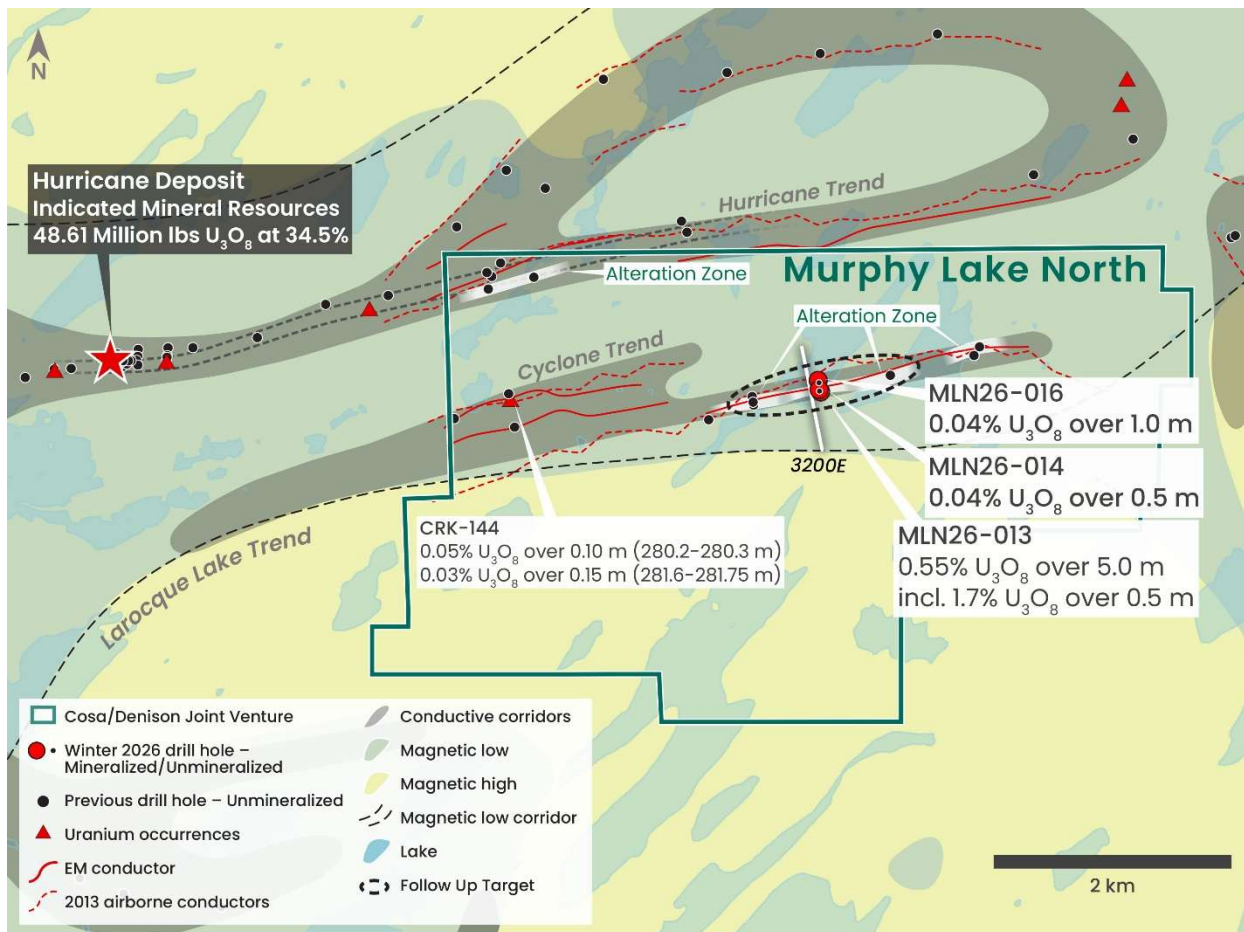 N
Hurricane Deposit
Indicated Mineral Resources
48.61 Million lbs U₃O₈ at 34.5%
Hurricane Trend
Alteration Zone
Murphy Lake North
Alteration Zone
Cyclone Trend
MLN26-016
0.04% U₃O₈ over 1.0 m
3200E
MLN26-014
0.04% U₃O₈ over 0.5 m
CRK-144
0.05% U₃O₈ over 0.10 m (280.2-280.3 m)
0.03% U₃O₈ over 0.15 m (281.6-281.75 m)
MLN26-013
0.55% U₃O₈ over 5.0 m
incl. 1.7% U₃O₈ over 0.5 m
Larocque Lake Trend
Cosa/Denison Joint Venture
Winter 2026 drill hole –
Mineralized/Unmineralized
Previous drill hole – Unmineralized
Uranium occurrences
EM conductor
2013 airborne conductors
Conductive corridors
Magnetic low
Magnetic high
Magnetic low corridor
Lake
Follow Up Target
2 km